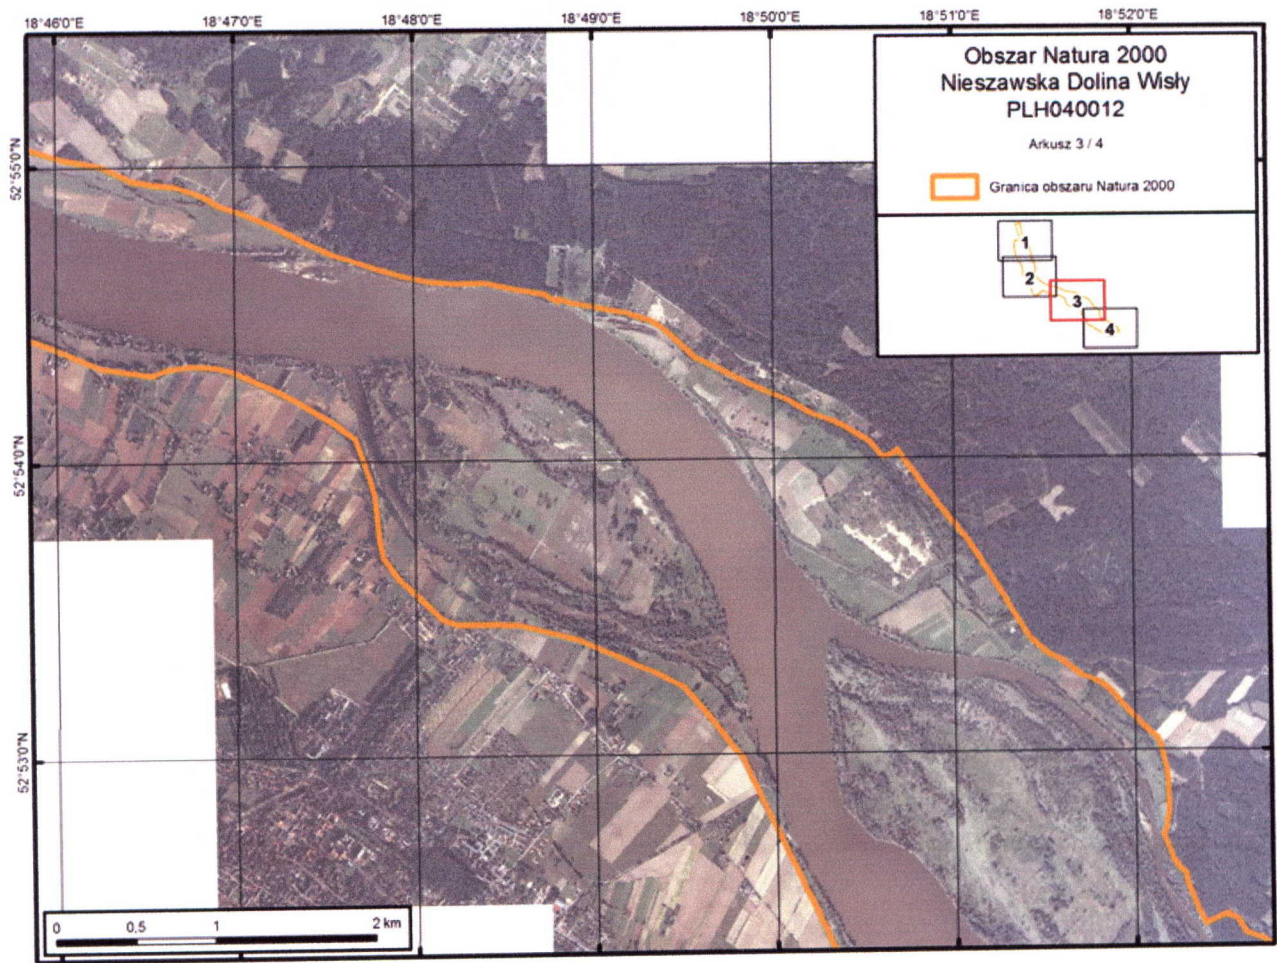 18°46'0"E 18°47'0"E 18°48'0"E 18°49'0"E 18°50'0"E 18°51'0"E 18°52'0"E
Obszar Natura 2000
Nieszawska Dolina Wisły
PLH040012
Arkusz 3 / 4
Granica obszaru Natura 2000
1
2
3
4
52°55'0"N
52°54'0"N
52°53'0"N
0 0,5 1 2 km